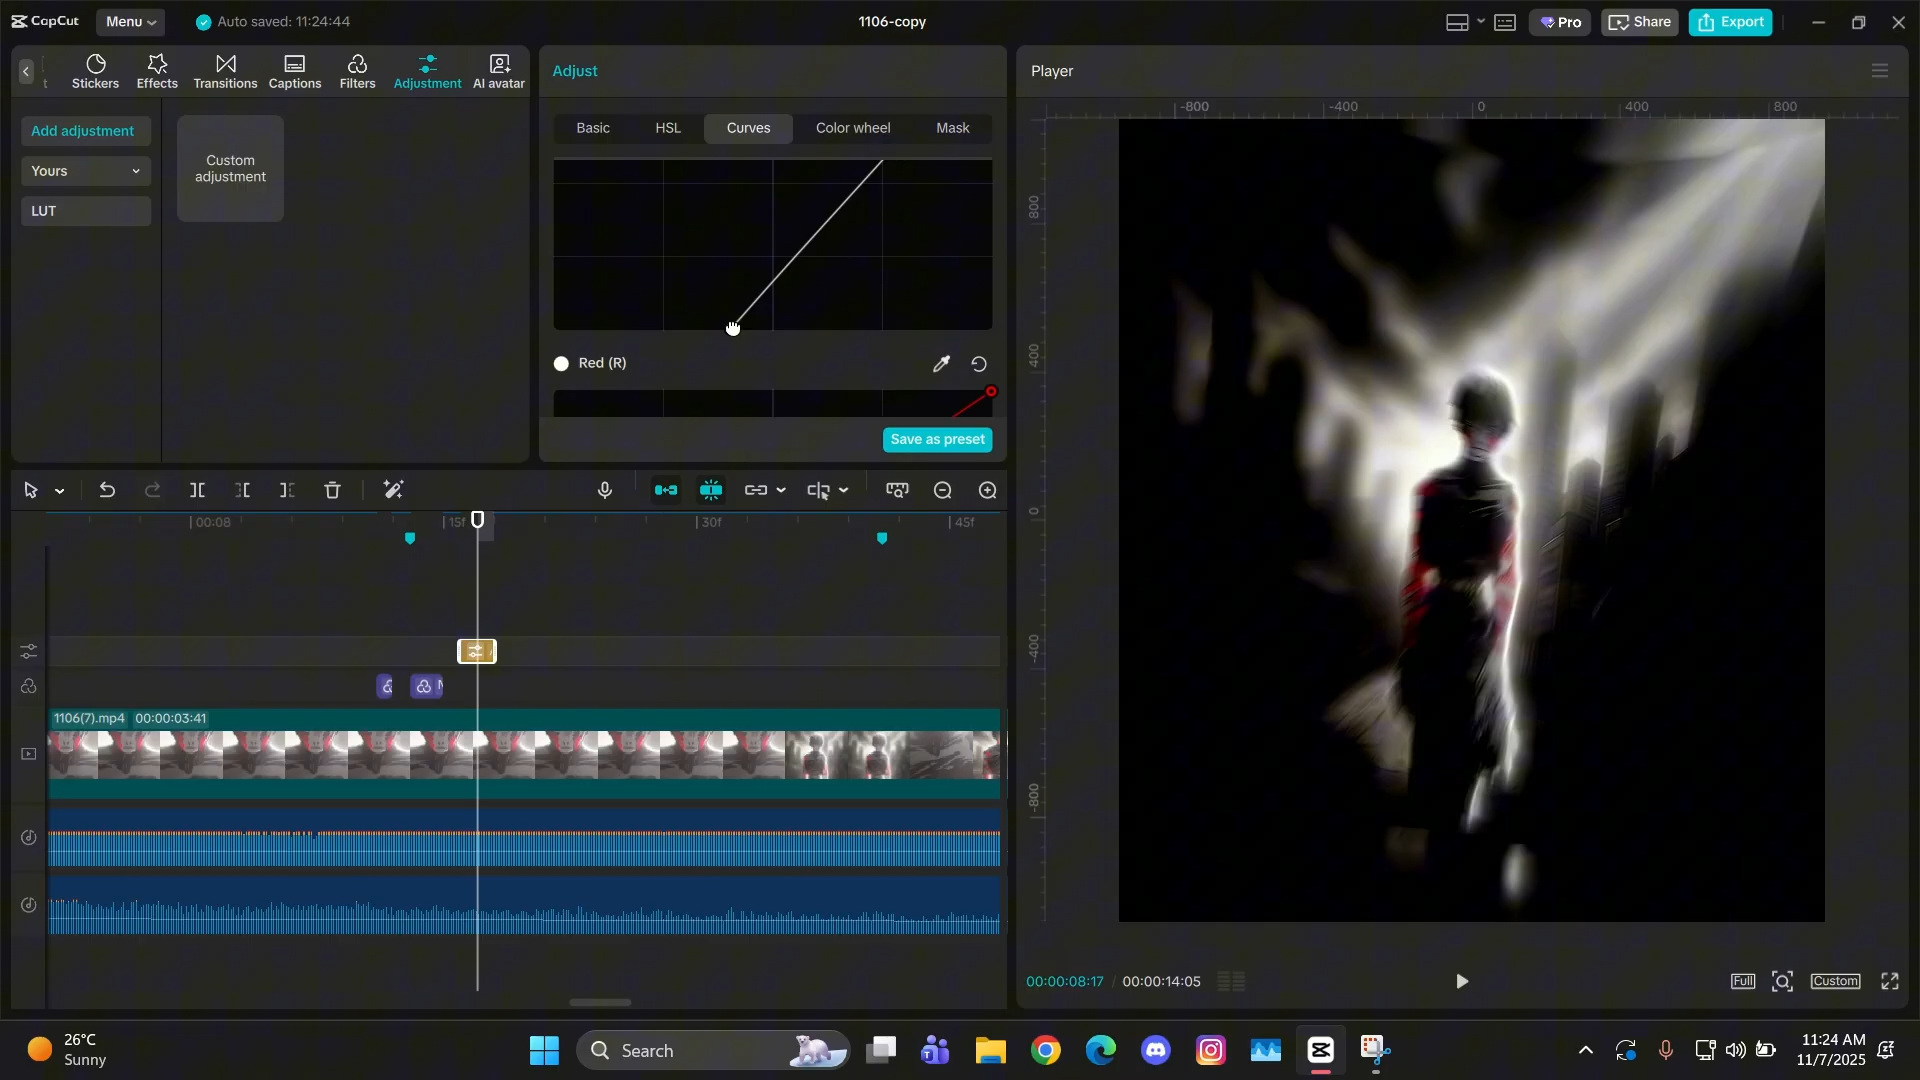 CapCut
Menu
Auto saved: 11:24:44
1106-copy
Pro
Share
Export
t
Stickers
Effects
Transitions
Captions
Filters
Adjustment
AI avatar
Add adjustment
Yours
LUT
Custom
adjustment
Adjust
Basic
HSL
Curves
Color wheel
Mask
Red (R)
Save as preset
Player
-800
-400
0
400
800
800
400
0
-400
-800
00:08
15f
30f
45f
1106(7).mp4
00:00:03:41
00:00:08:17 / 00:00:14:05
Full
Custom
26°C
Sunny
Search
11:24 AM
11/7/2025